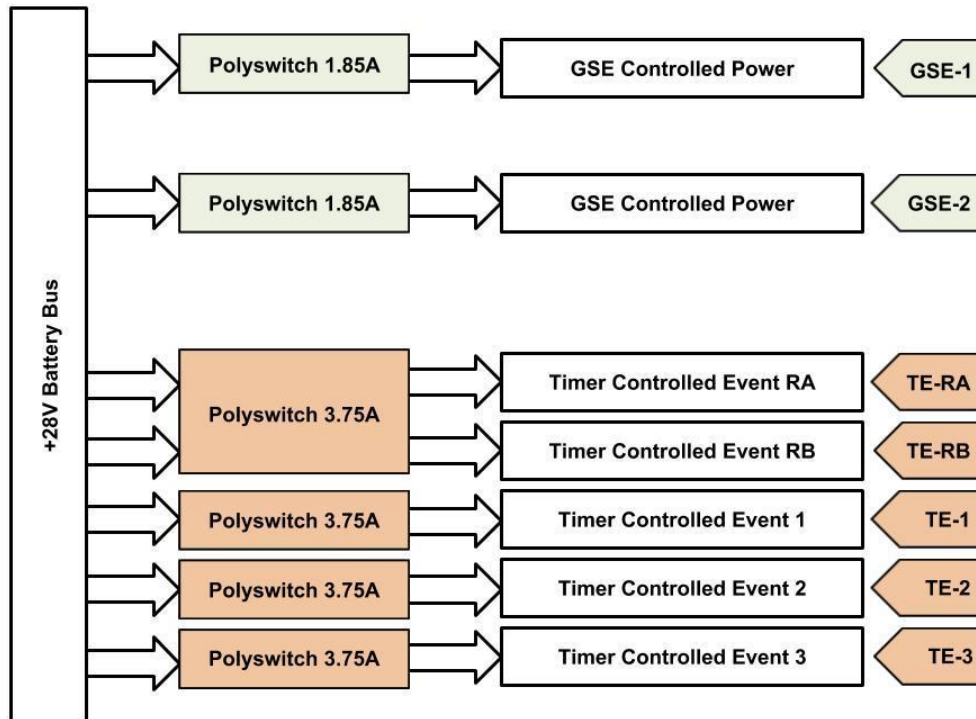 +28V Battery Bus
Polyswitch 1.85A
GSE Controlled Power
GSE-1
Polyswitch 1.85A
GSE Controlled Power
GSE-2
Polyswitch 3.75A
Timer Controlled Event RA
TE-RA
Timer Controlled Event RB
TE-RB
Polyswitch 3.75A
Timer Controlled Event 1
TE-1
Polyswitch 3.75A
Timer Controlled Event 2
TE-2
Polyswitch 3.75A
Timer Controlled Event 3
TE-3